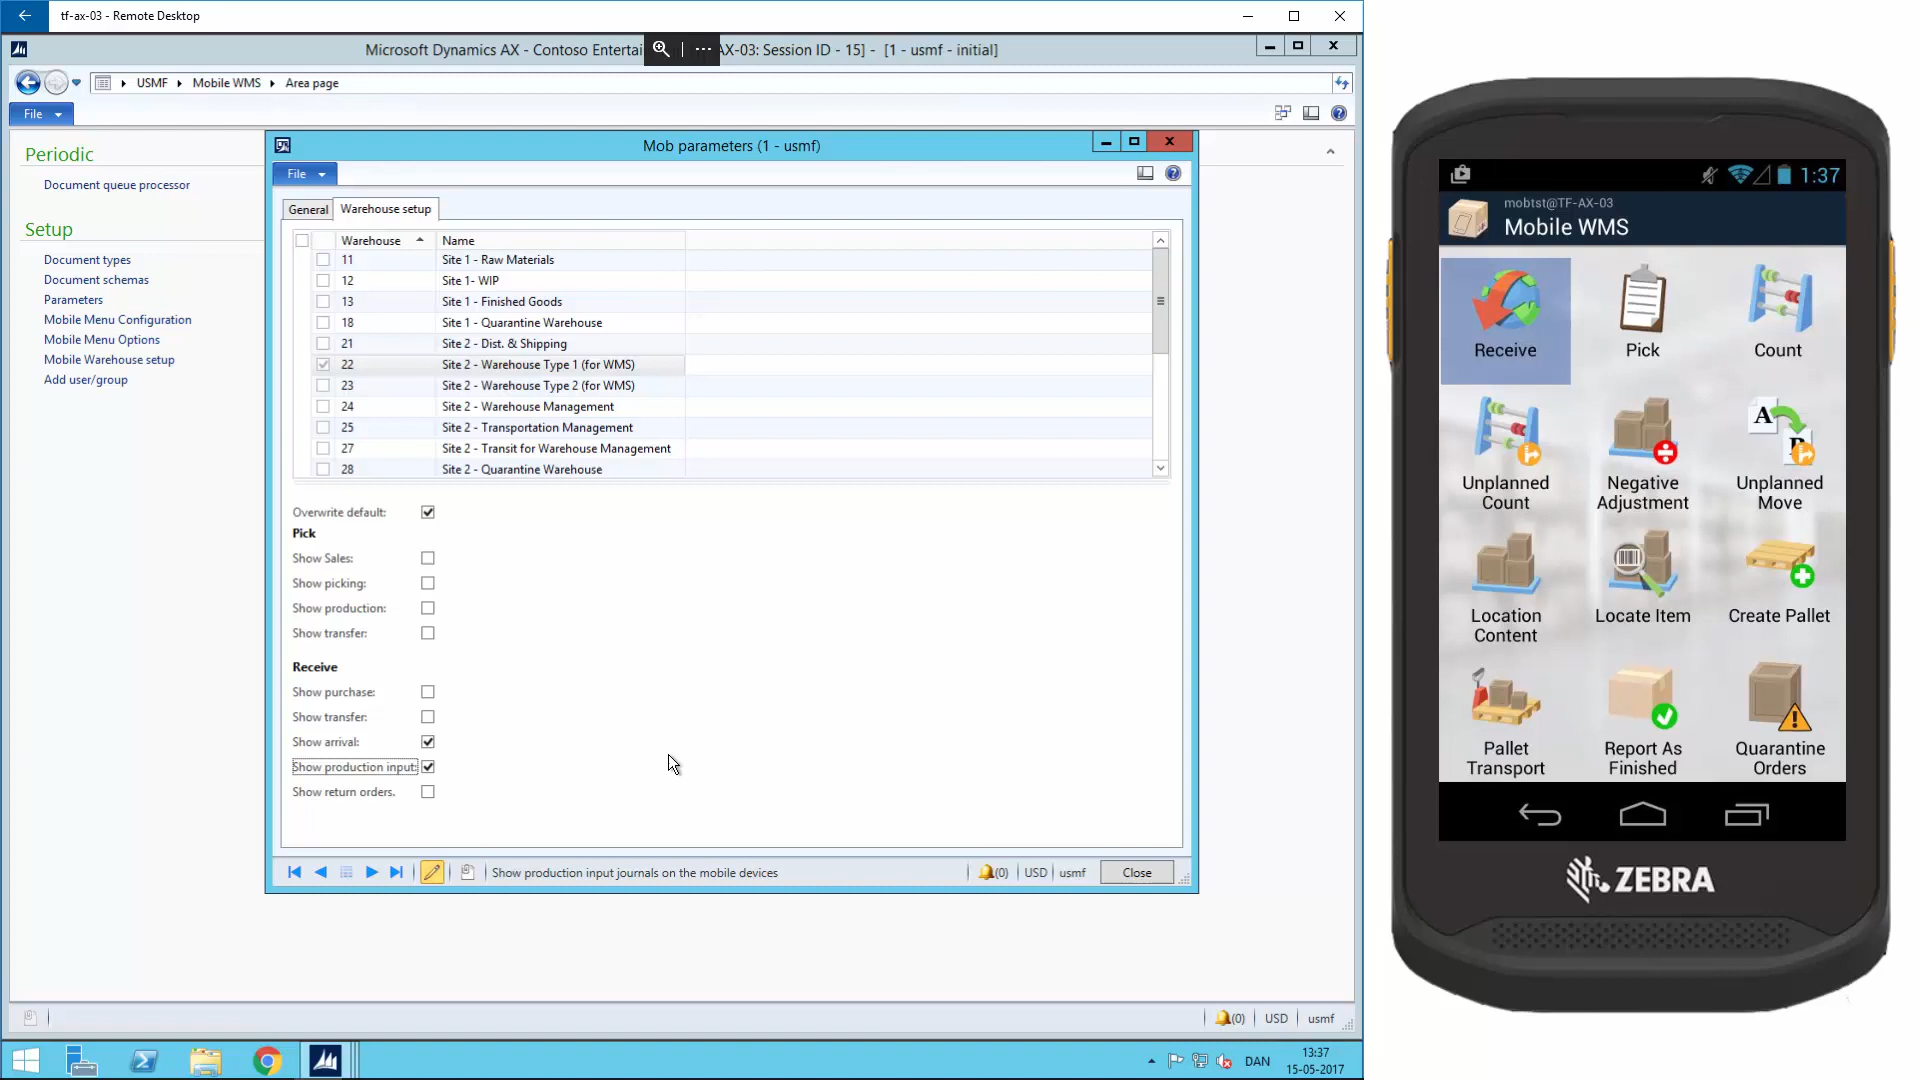 tf-ax-03 - Remote Desktop
Microsoft Dynamics AX - Contoso Entertai
AX-03: Session ID - 15] - [1 - usmf - initial]
USMF
Mobile WMS
Area page
File
Periodic
Document queue processor
Setup
Document types
Document schemas
Parameters
Mobile Menu Configuration
Mobile Menu Options
Mobile Warehouse setup
Add user/group
Mob parameters (1 - usmf)
File
General
Warehouse setup
Warehouse Name
11 Site 1 - Raw Materials
12 Site 1- WIP
13 Site 1 - Finished Goods
18 Site 1 - Quarantine Warehouse
21 Site 2 - Dist. & Shipping
22 Site 2 - Warehouse Type 1 (for WMS)
23 Site 2 - Warehouse Type 2 (for WMS)
24 Site 2 - Warehouse Management
25 Site 2 - Transportation Management
27 Site 2 - Transit for Warehouse Management
28 Site 2 - Quarantine Warehouse
Overwrite default:
Pick
Show Sales:
Show picking:
Show production:
Show transfer:
Receive
Show purchase:
Show transfer:
Show arrival:
Show production input:
Show return orders.
Show production input journals on the mobile devices
(0)
USD
usmf
Close
(0)
USD
usmf
DAN
13:37
15-05-2017
1:37
mobtst@TF-AX-03
Mobile WMS
Receive
Pick
Count
Unplanned
Count
Negative
Adjustment
A
B
Unplanned
Move
Location
Content
Locate Item
Create Pallet
Pallet
Transport
Report As
Finished
Quarantine
Orders
ZEBRA